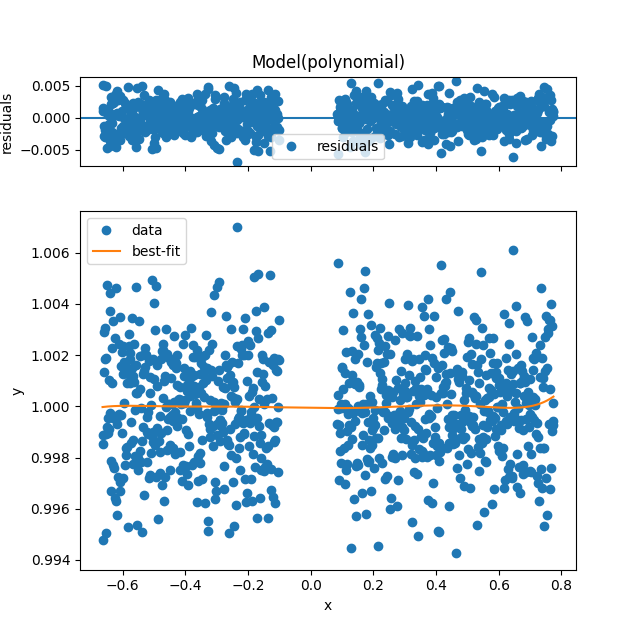 Model(polynomial)
0.005
0.000
−0.005
residuals
residuals
data
best-fit
1.006
1.004
1.002
1.000
0.998
0.996
0.994
y
−0.6
−0.4
−0.2
0.0
0.2
0.4
0.6
0.8
x